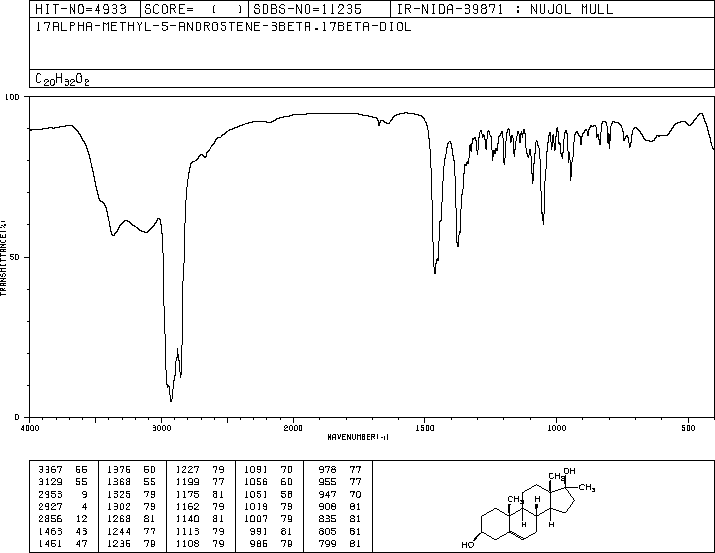 HIT-NO=4933 SCORE= ( ) SDBS-NO=11235 IR-NIDA-39871 : NUJOL MULL
17ALPHA-METHYL-5-ANDROSTENE-3BETA.17BETA-DIOL
C20H32O2
100
50
0
TRANSMITTANCE(%)
4000 3000 2000 1500 1000 500
WAVENUMBER(-1)
3367 55 1376 50 1227 79 1091 70 978 77
3129 55 1368 55 1199 77 1056 60 955 77
2953 9 1325 79 1175 81 1051 58 947 70
2927 4 1302 79 1162 79 1019 79 908 81
2856 12 1268 81 1140 81 1007 79 835 81
1463 43 1244 77 1113 79 991 81 805 81
1451 47 1235 79 1108 79 986 79 799 81
CH3 OH
CH3
CH3 H
H H
HO